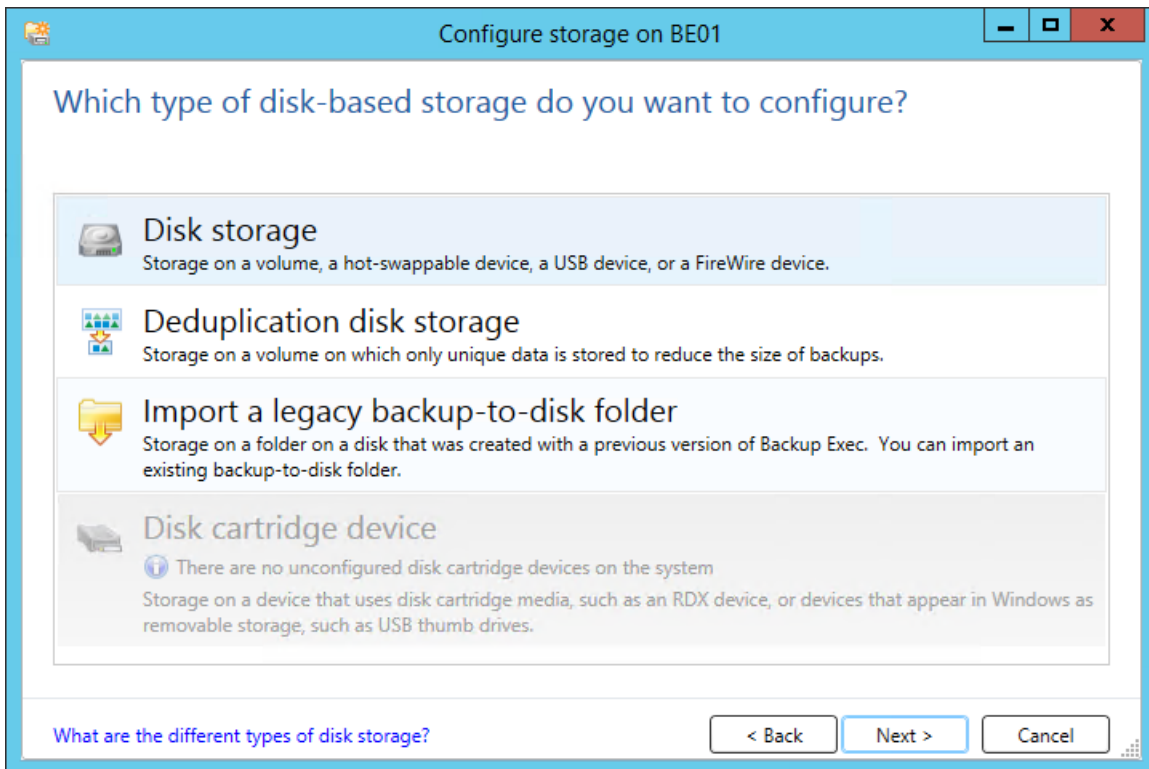 Configure storage on BE01
Which type of disk-based storage do you want to configure?
Disk storage
Storage on a volume, a hot-swappable device, a USB device, or a FireWire device.
Deduplication disk storage
Storage on a volume on which only unique data is stored to reduce the size of backups.
Import a legacy backup-to-disk folder
Storage on a folder on a disk that was created with a previous version of Backup Exec.  You can import an
existing backup-to-disk folder.
Disk cartridge device
There are no unconfigured disk cartridge devices on the system
Storage on a device that uses disk cartridge media, such as an RDX device, or devices that appear in Windows as
removable storage, such as USB thumb drives.
What are the different types of disk storage?
< Back
Next >
Cancel